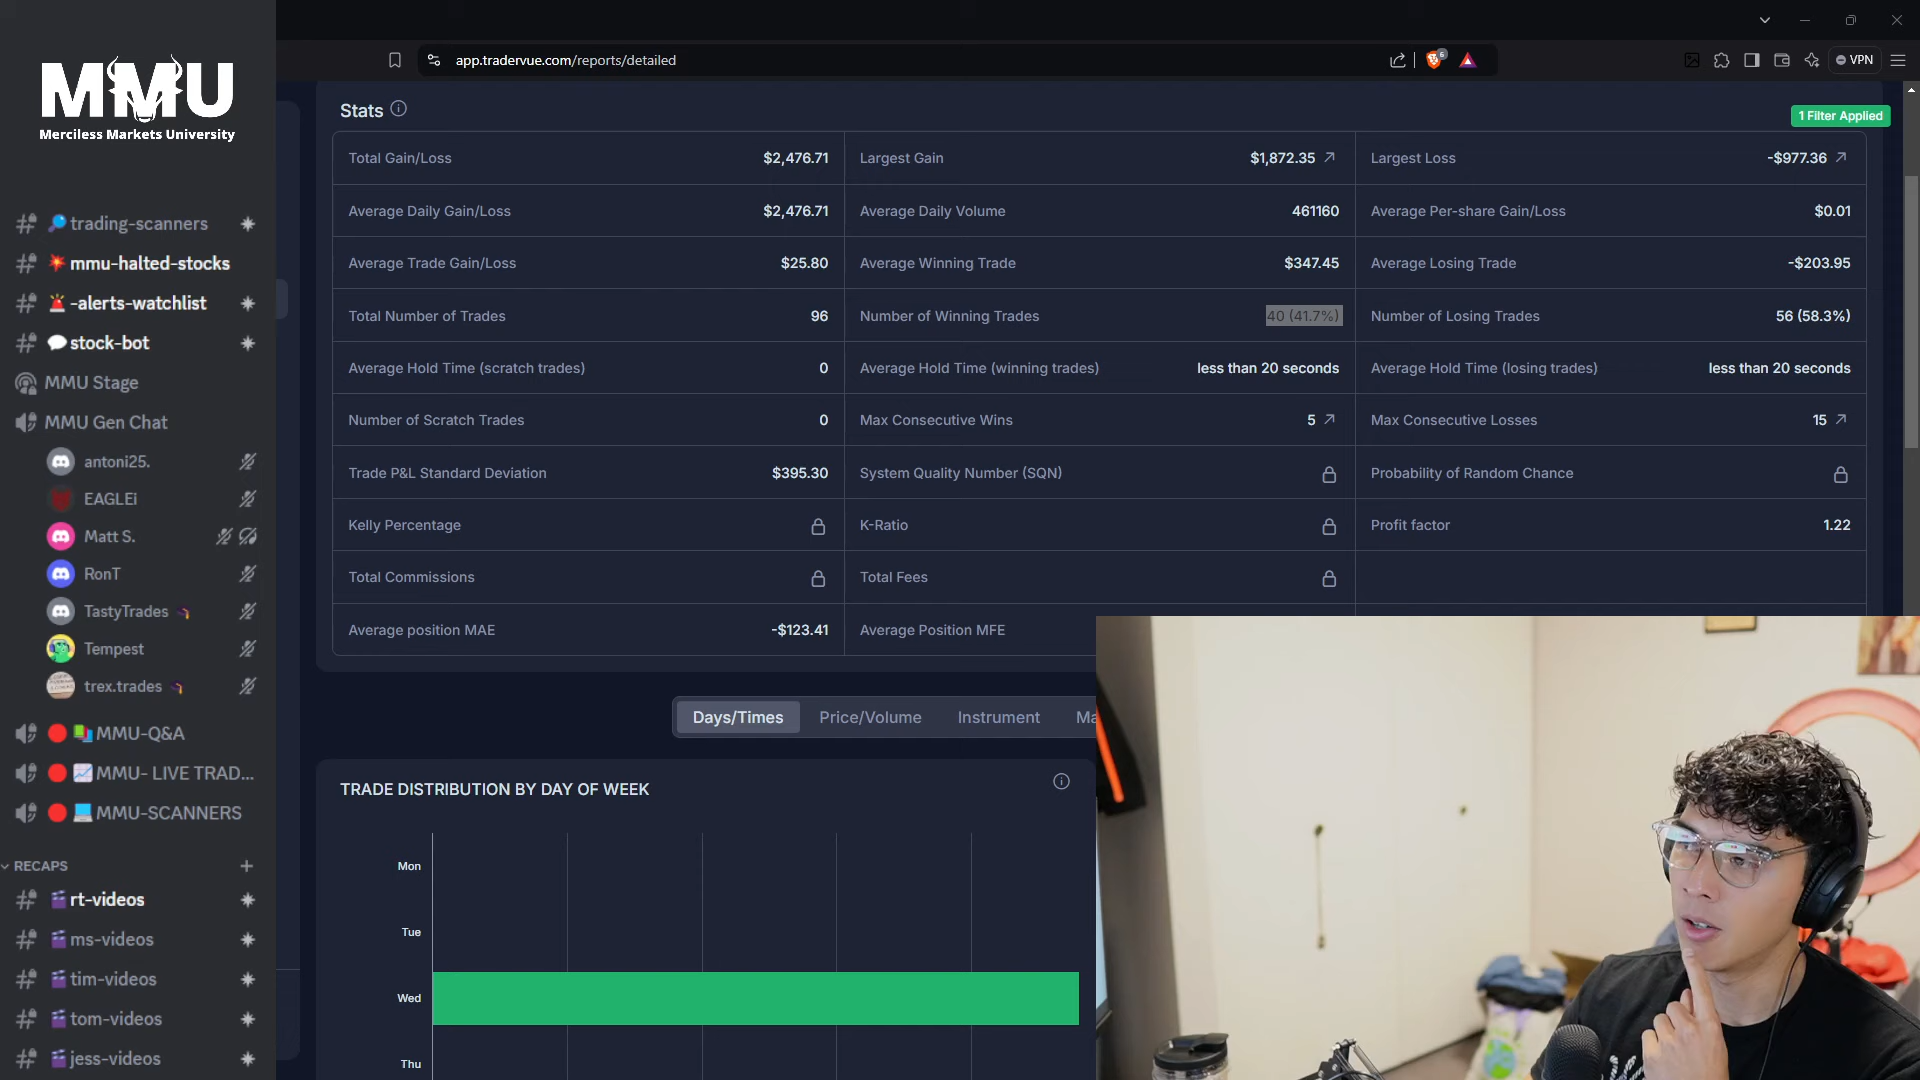 MMU
Merciless Markets University
trading-scanners
mmu-halted-stocks
-alerts-watchlist
stock-bot
MMU Stage
MMU Gen Chat
antoni25.
EAGLEi
Matt S.
RonT
TastyTrades
Tempest
trex.trades
MMU-Q&A
MMU- LIVE TRAD...
MMU-SCANNERS
RECAPS
rt-videos
ms-videos
tim-videos
tom-videos
jess-videos
app.tradervue.com/reports/detailed
6
VPN
Stats
1 Filter Applied
Total Gain/Loss $2,476.71 Largest Gain $1,872.35 Largest Loss -$977.36
Average Daily Gain/Loss $2,476.71 Average Daily Volume 461160 Average Per-share Gain/Loss $0.01
Average Trade Gain/Loss $25.80 Average Winning Trade $347.45 Average Losing Trade -$203.95
Total Number of Trades 96 Number of Winning Trades 40 (41.7%) Number of Losing Trades 56 (58.3%)
Average Hold Time (scratch trades) 0 Average Hold Time (winning trades) less than 20 seconds Average Hold Time (losing trades) less than 20 seconds
Number of Scratch Trades 0 Max Consecutive Wins 5 Max Consecutive Losses 15
Trade P&L Standard Deviation $395.30 System Quality Number (SQN) Probability of Random Chance
Kelly Percentage K-Ratio Profit factor 1.22
Total Commissions Total Fees
Average position MAE -$123.41 Average Position MFE
Days/Times Price/Volume Instrument Ma
TRADE DISTRIBUTION BY DAY OF WEEK
Mon
Tue
Wed
Thu